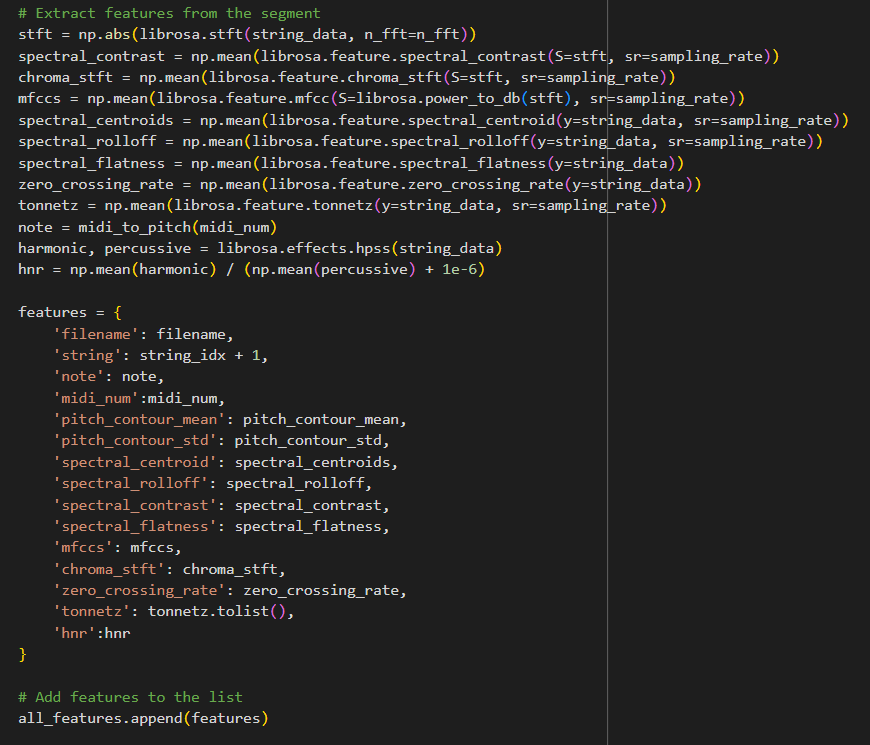 # Extract features from the segment
stft = np.abs(librosa.stft(string_data, n_fft=n_fft))
spectral_contrast = np.mean(librosa.feature.spectral_contrast(S=stft, sr=sampling_rate))
chroma_stft = np.mean(librosa.feature.chroma_stft(S=stft, sr=sampling_rate))
mfccs = np.mean(librosa.feature.mfcc(S=librosa.power_to_db(stft), sr=sampling_rate))
spectral_centroids = np.mean(librosa.feature.spectral_centroid(y=string_data, sr=sampling_rate))
spectral_rolloff = np.mean(librosa.feature.spectral_rolloff(y=string_data, sr=sampling_rate))
spectral_flatness = np.mean(librosa.feature.spectral_flatness(y=string_data))
zero_crossing_rate = np.mean(librosa.feature.zero_crossing_rate(y=string_data))
tonnetz = np.mean(librosa.feature.tonnetz(y=string_data, sr=sampling_rate))
note = midi_to_pitch(midi_num)
harmonic, percussive = librosa.effects.hpss(string_data)
hnr = np.mean(harmonic) / (np.mean(percussive) + 1e-6)

features = {
    'filename': filename,
    'string': string_idx + 1,
    'note': note,
    'midi_num':midi_num,
    'pitch_contour_mean': pitch_contour_mean,
    'pitch_contour_std': pitch_contour_std,
    'spectral_centroid': spectral_centroids,
    'spectral_rolloff': spectral_rolloff,
    'spectral_contrast': spectral_contrast,
    'spectral_flatness': spectral_flatness,
    'mfccs': mfccs,
    'chroma_stft': chroma_stft,
    'zero_crossing_rate': zero_crossing_rate,
    'tonnetz': tonnetz.tolist(),
    'hnr':hnr
}

# Add features to the list
all_features.append(features)